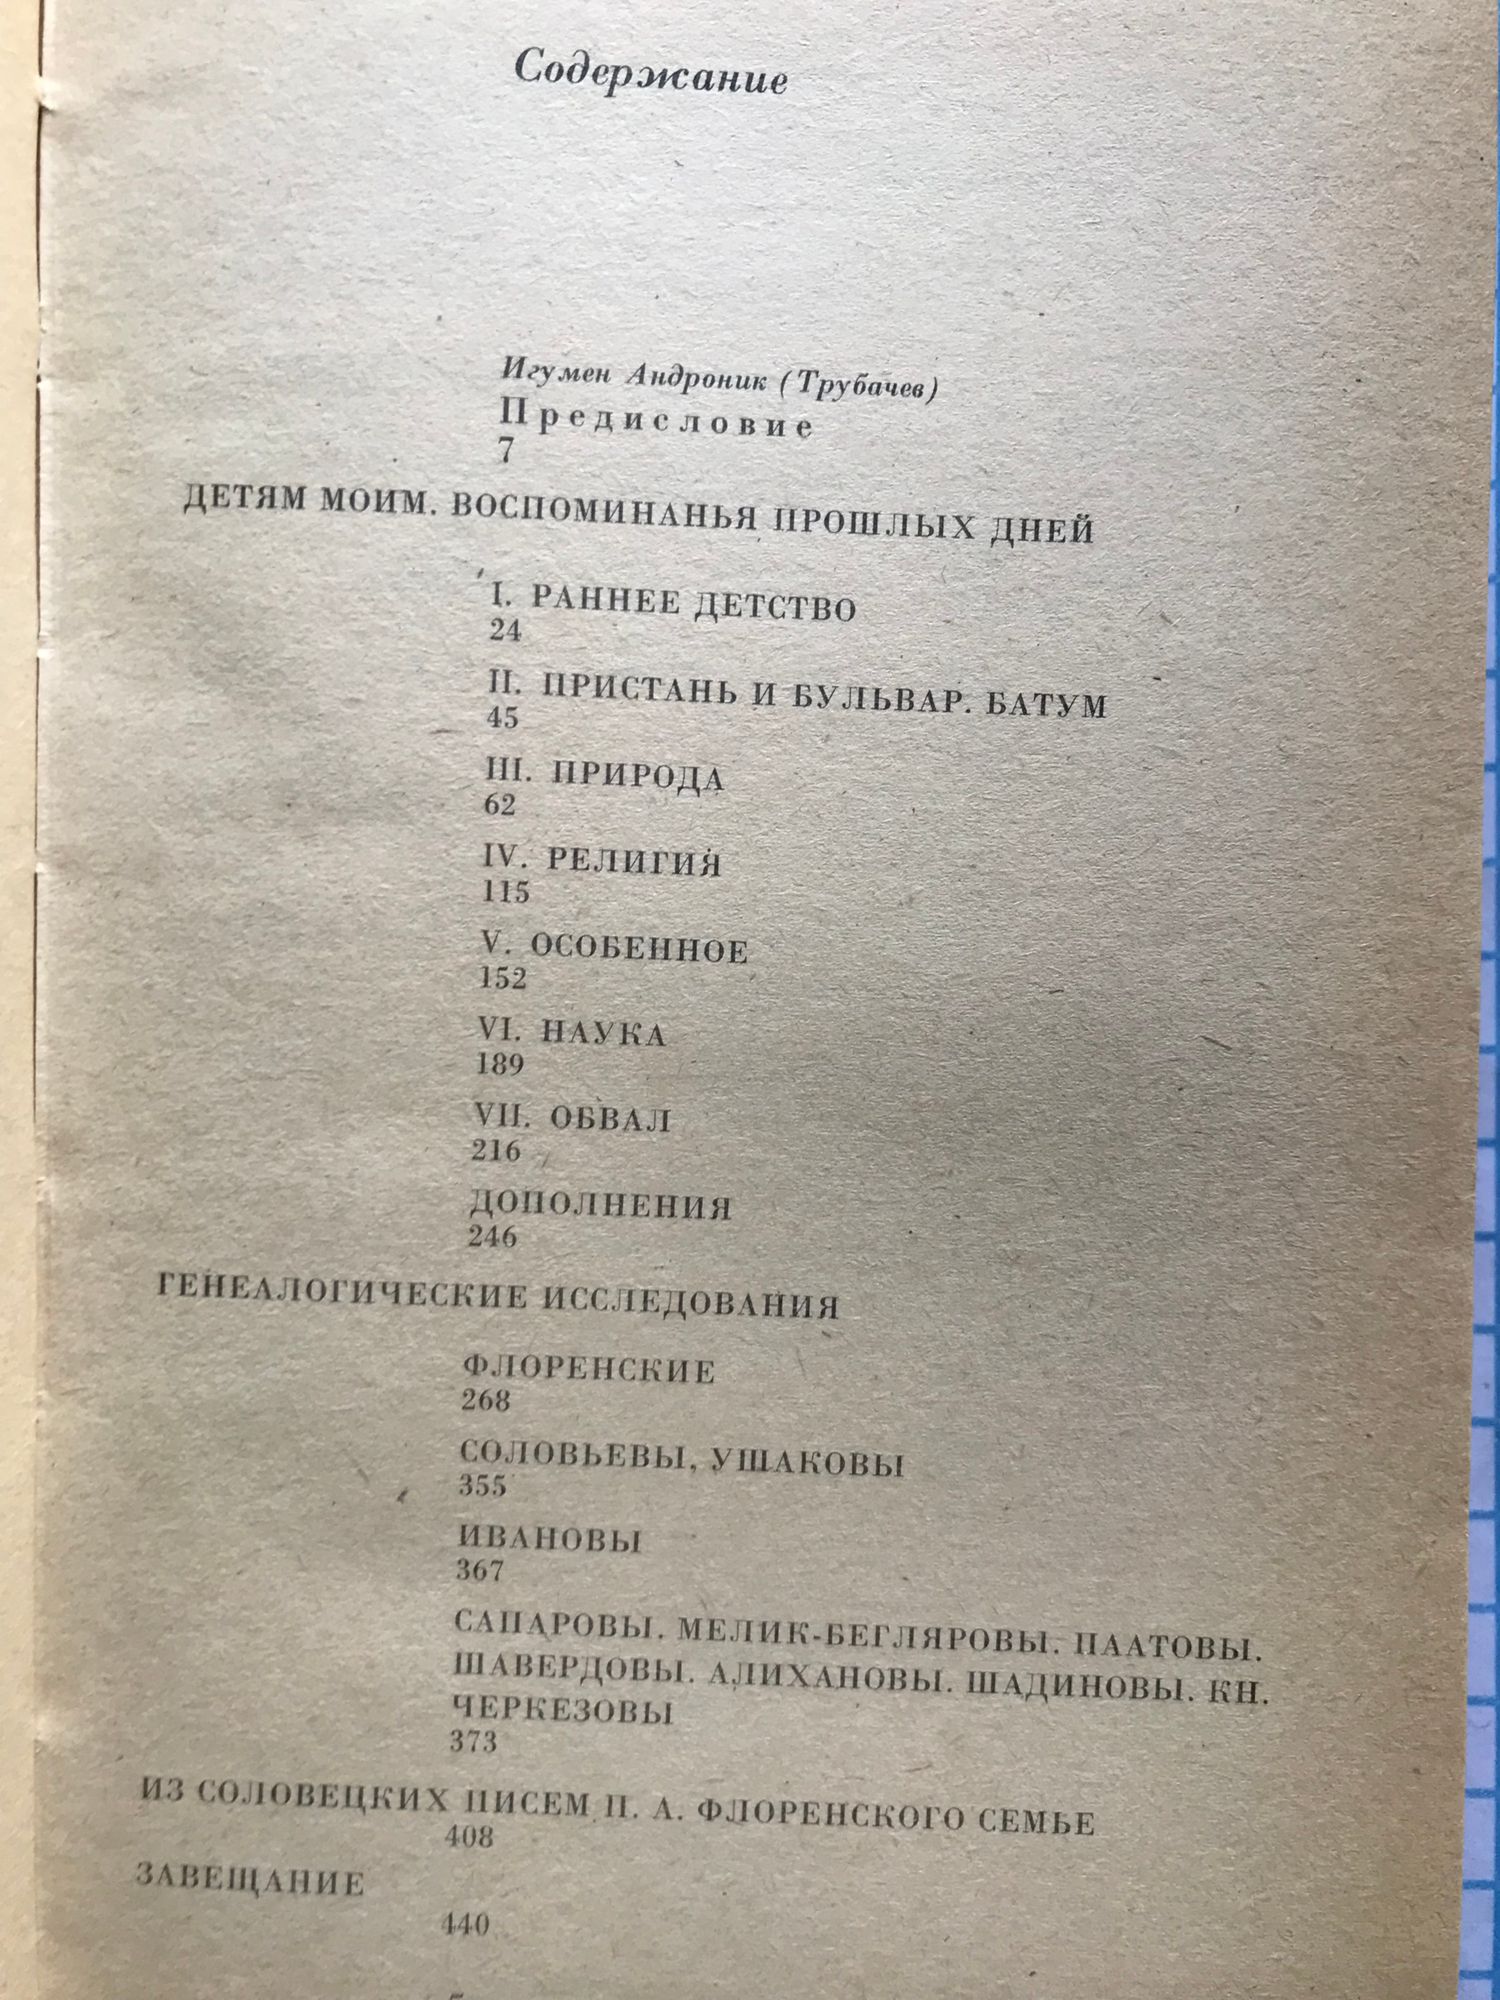 Содержание
Игумен Андроник (Трубачев)
Предисловие
7
ДЕТЯМ МОИМ. ВОСПОМИНАНЬЯ ПРОШЛЫХ ДНЕЙ
I. РАННЕЕ ДЕТСТВО
24
II. ПРИСТАНЬ И БУЛЬВАР. БАТУМ
45
III. ПРИРОДА
62
IV. РЕЛИГИЯ
115
V. ОСОБЕННОЕ
152
VI. НАУКА
189
VII. ОБВАЛ
216
ДОПОЛНЕНИЯ
246
ГЕНЕАЛОГИЧЕСКИЕ ИССЛЕДОВАНИЯ
ФЛОРЕНСКИЕ
268
СОЛОВЬЕВЫ, УШАКОВЫ
355
ИВАНОВЫ
367
САПАРОВЫ. МЕЛИК-БЕГЛЯРОВЫ. ПААТОВЫ.
ШАВЕРДОВЫ. АЛИХАНОВЫ. ШАДИНОВЫ. КН.
ЧЕРКЕЗОВЫ
373
ИЗ СОЛОВЕЦКИХ ПИСЕМ П. А. ФЛОРЕНСКОГО СЕМЬЕ
408
ЗАВЕЩАНИЕ
440